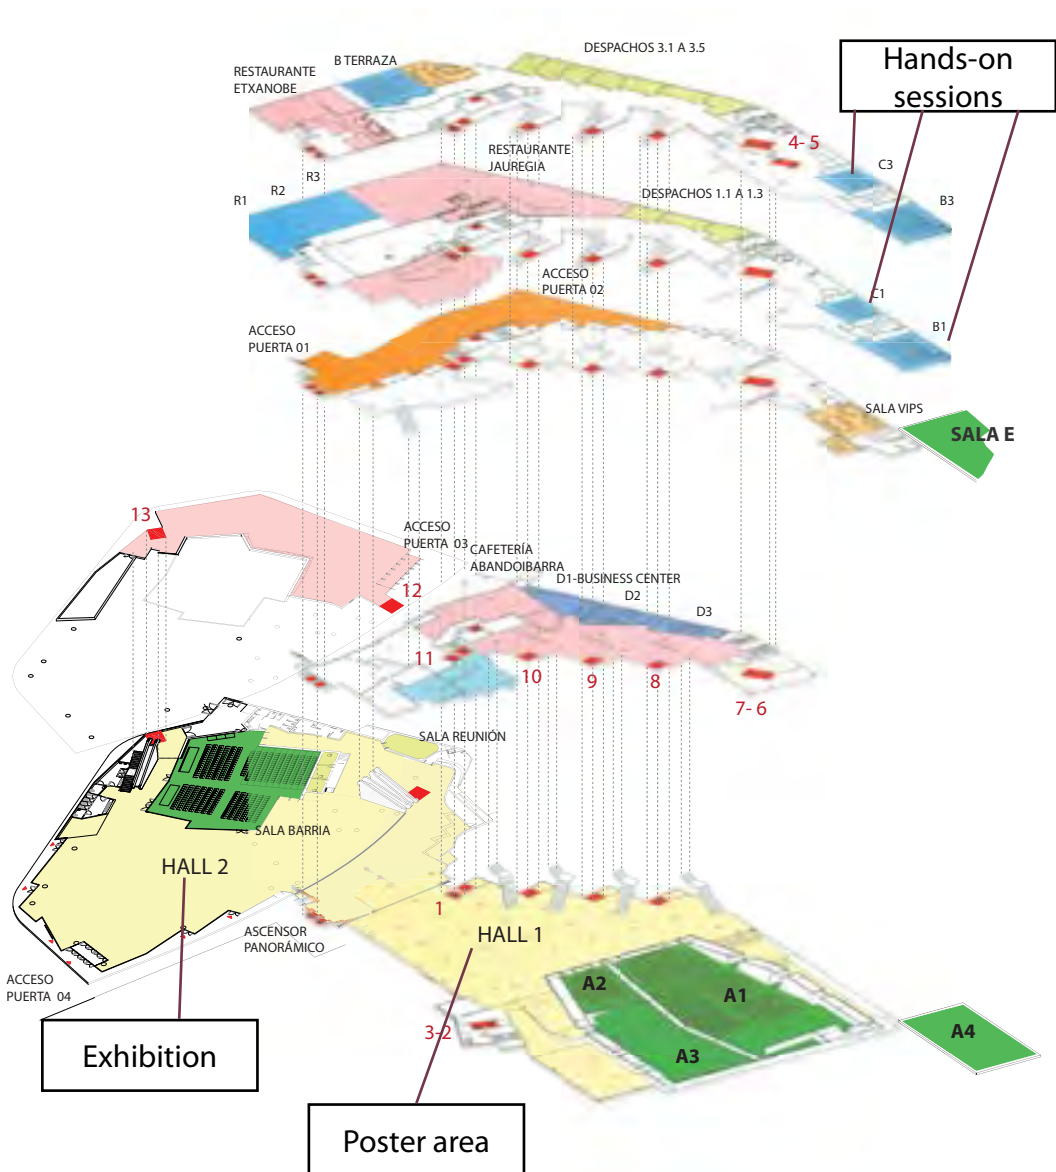 DESPACHOS 3.1 A 3.5
B TERRAZA
RESTAURANTE
ETXANOBE
Hands-on
sessions
4- 5
C3
B3
RESTAURANTE
JAUREGIA
R3
R2
R1
DESPACHOS 1.1 A 1.3
C1
B1
ACCESO
PUERTA 02
ACCESO
PUERTA 01
SALA VIPS
SALA E
13
ACCESO
PUERTA 03
CAFETERÍA
ABANDOIBARRA
D1-BUSINESS CENTER
D2
D3
12
11
10
9
8
7- 6
SALA REUNIÓN
SALA BARRIA
HALL 2
1
HALL 1
ASCENSOR
PANORÁMICO
A2
A1
A3
A4
3-2
ACCESO
PUERTA 04
Exhibition
Poster area